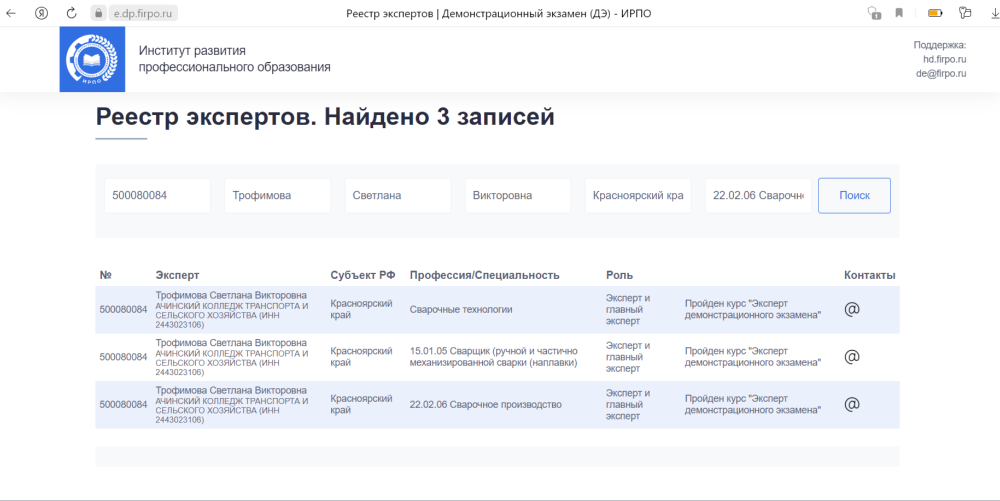 e.dp.firpo.ru
Реестр экспертов | Демонстрационный экзамен (ДЭ) - ИРПО
1
ИРПО
Институт развития
профессионального образования
Поддержка:
hd.firpo.ru
de@firpo.ru
Реестр экспертов. Найдено 3 записей
500080084 Трофимова Светлана Викторовна Красноярский кра 22.02.06 Сварочн Поиск
№ Эксперт Субъект РФ Профессия/Специальность Роль Контакты
500080084
Трофимова Светлана Викторовна
АЧИНСКИЙ КОЛЛЕДЖ ТРАНСПОРТА И
СЕЛЬСКОГО ХОЗЯЙСТВА (ИНН
2443023106)
Красноярский
край
Сварочные технологии
Эксперт и
главный
эксперт
Пройден курс "Эксперт
демонстрационного экзамена"
@
500080084
Трофимова Светлана Викторовна
АЧИНСКИЙ КОЛЛЕДЖ ТРАНСПОРТА И
СЕЛЬСКОГО ХОЗЯЙСТВА (ИНН
2443023106)
Красноярский
край
15.01.05 Сварщик (ручной и частично
механизированной сварки (наплавки)
Эксперт и
главный
эксперт
Пройден курс "Эксперт
демонстрационного экзамена"
@
500080084
Трофимова Светлана Викторовна
АЧИНСКИЙ КОЛЛЕДЖ ТРАНСПОРТА И
СЕЛЬСКОГО ХОЗЯЙСТВА (ИНН
2443023106)
Красноярский
край
22.02.06 Сварочное производство
Эксперт и
главный
эксперт
Пройден курс "Эксперт
демонстрационного экзамена"
@